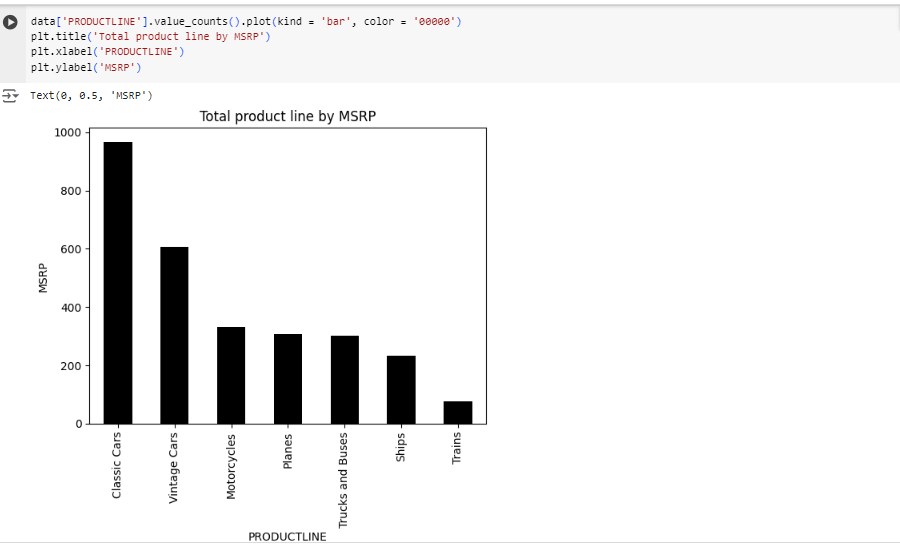 data['PRODUCTLINE'].value_counts().plot(kind = 'bar', color = '00000')
plt.title('Total product line by MSRP')
plt.xlabel('PRODUCTLINE')
plt.ylabel('MSRP')
Text(0, 0.5, 'MSRP')
Total product line by MSRP
1000
800
600
400
200
0
MSRP
Classic Cars
Vintage Cars
Motorcycles
Planes
Trucks and Buses
Ships
Trains
PRODUCTLINE